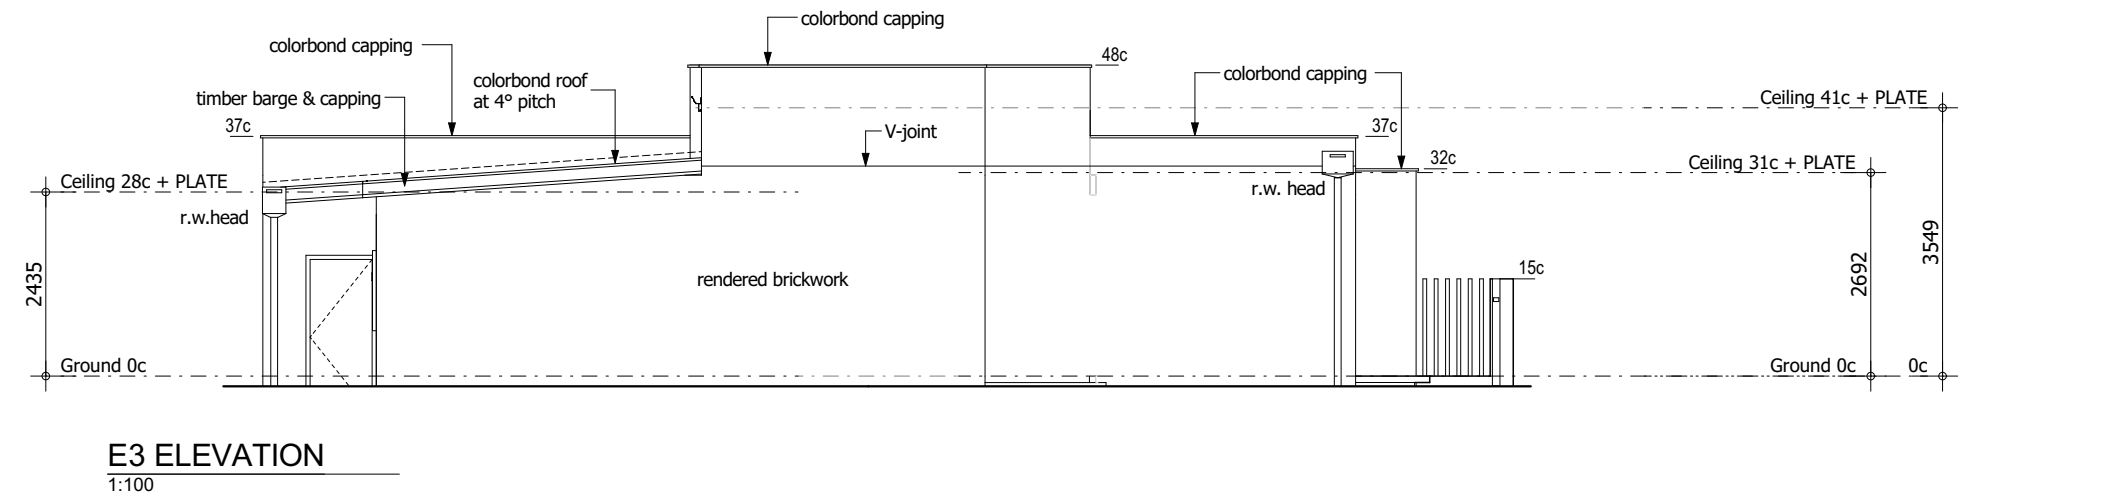 colorbond capping
colorbond capping
48c
colorbond roof
at 4° pitch
colorbond capping
timber barge & capping
Ceiling 41c + PLATE
37c
V-joint
37c
32c
Ceiling 31c + PLATE
Ceiling 28c + PLATE
r.w. head
r.w.head
2435
3549
2692
rendered brickwork
15c
Ground 0c
Ground 0c
0c
E3 ELEVATION
1:100